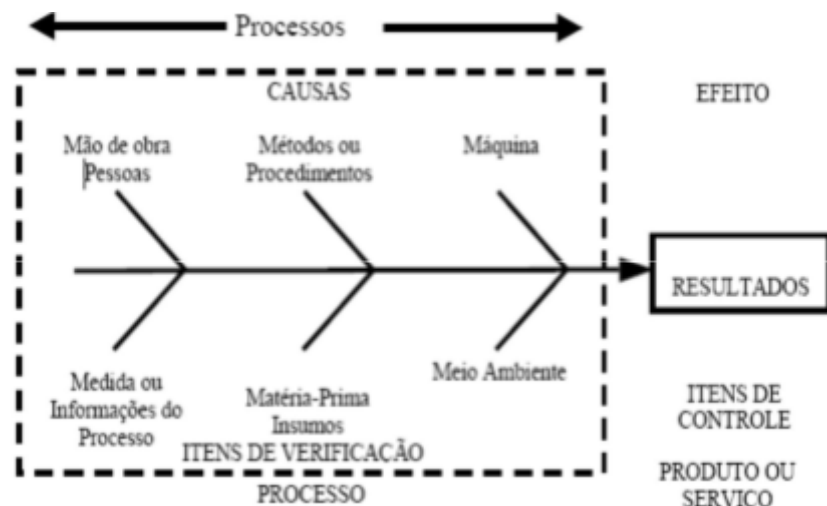 Processos
CAUSAS
EFEITO
Mão de obra
Pessoas
Métodos ou
Procedimentos
Máquina
RESULTADOS
Medida ou
Informações do
Processo
Matéria-Prima
Insumos
Meio Ambiente
ITENS DE VERIFICAÇÃO
PROCESSO
ITENS DE
CONTROLE
PRODUTO OU
SERVIÇO